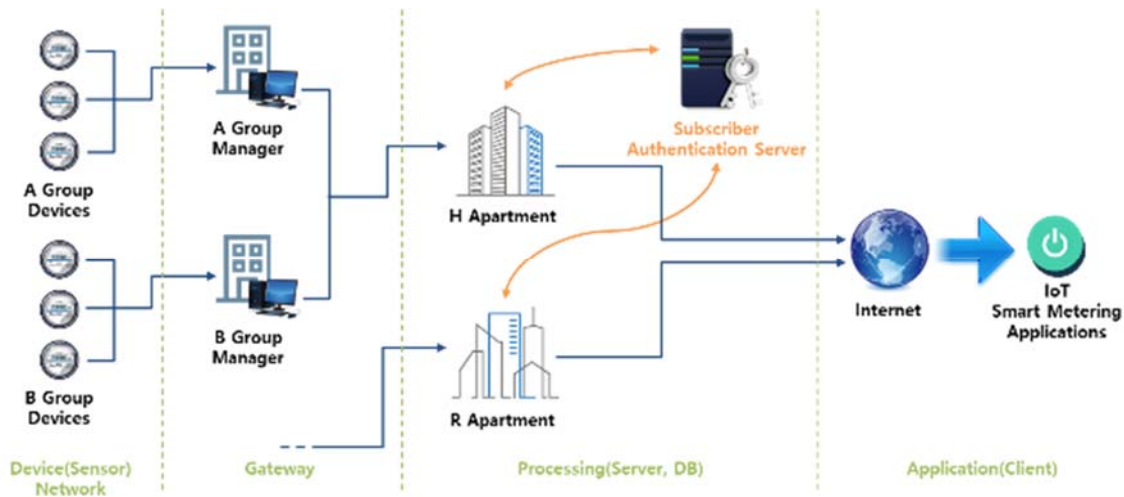 A Group
Devices
B Group
Devices
A Group
Manager
B Group
Manager
H Apartment
R Apartment
Subscriber
Authentication Server
Internet
IoT
Smart Metering
Applications
Device(Sensor)
Network
Gateway
Processing(Server, DB)
Application(Client)